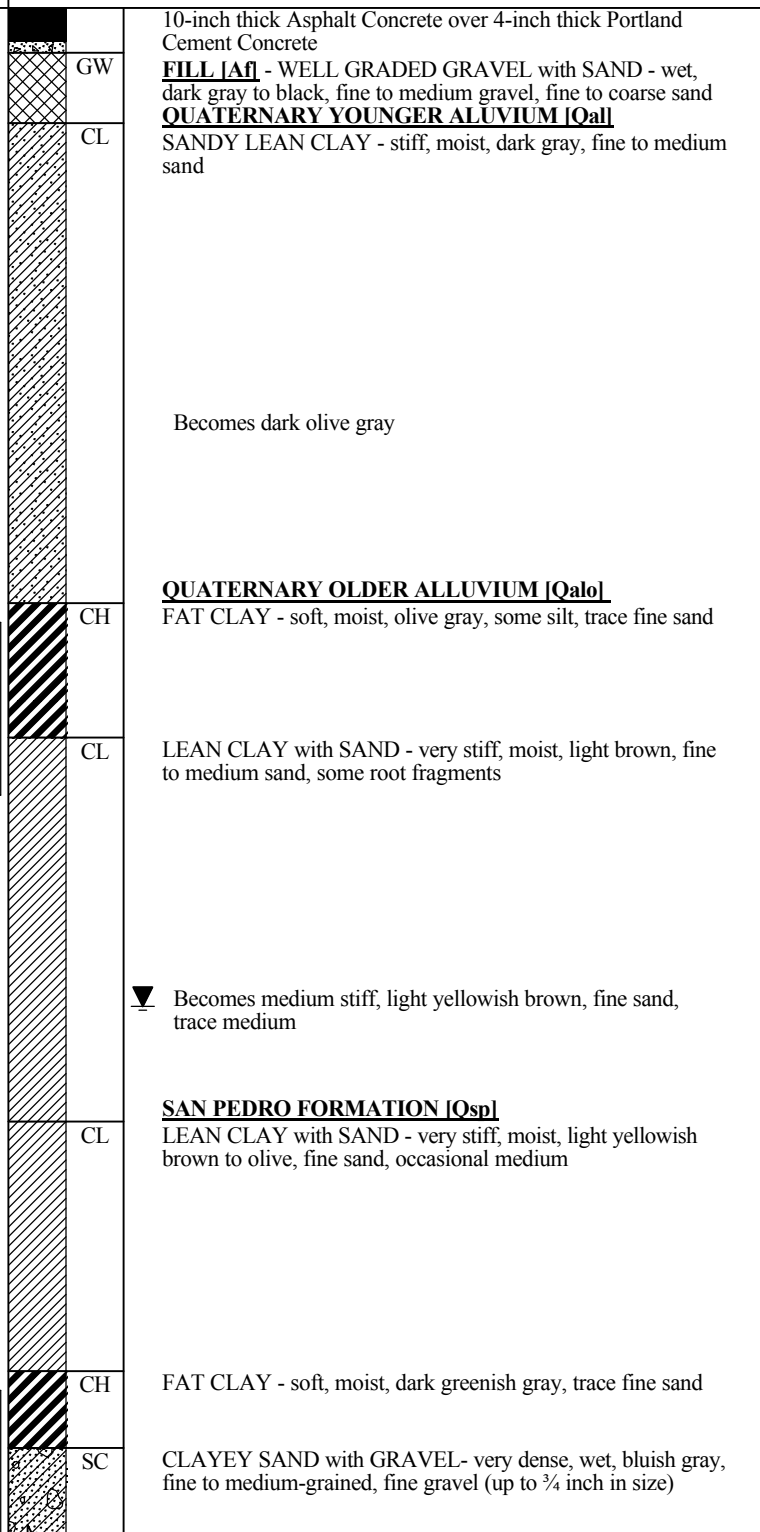 10-inch thick Asphalt Concrete over 4-inch thick Portland
Cement Concrete
GW
FILL [Af] - WELL GRADED GRAVEL with SAND - wet,
dark gray to black, fine to medium gravel, fine to coarse sand
QUATERNARY YOUNGER ALUVIUM [Qal]
CL
SANDY LEAN CLAY - stiff, moist, dark gray, fine to medium
sand
Becomes dark olive gray
QUATERNARY OLDER ALLUVIUM [Qalo]
CH
FAT CLAY - soft, moist, olive gray, some silt, trace fine sand
CL
LEAN CLAY with SAND - very stiff, moist, light brown, fine
to medium sand, some root fragments
Becomes medium stiff, light yellowish brown, fine sand,
trace medium
SAN PEDRO FORMATION [Qsp]
CL
LEAN CLAY with SAND - very stiff, moist, light yellowish
brown to olive, fine sand, occasional medium
CH
FAT CLAY - soft, moist, dark greenish gray, trace fine sand
SC
CLAYEY SAND with GRAVEL- very dense, wet, bluish gray,
fine to medium-grained, fine gravel (up to ¾ inch in size)